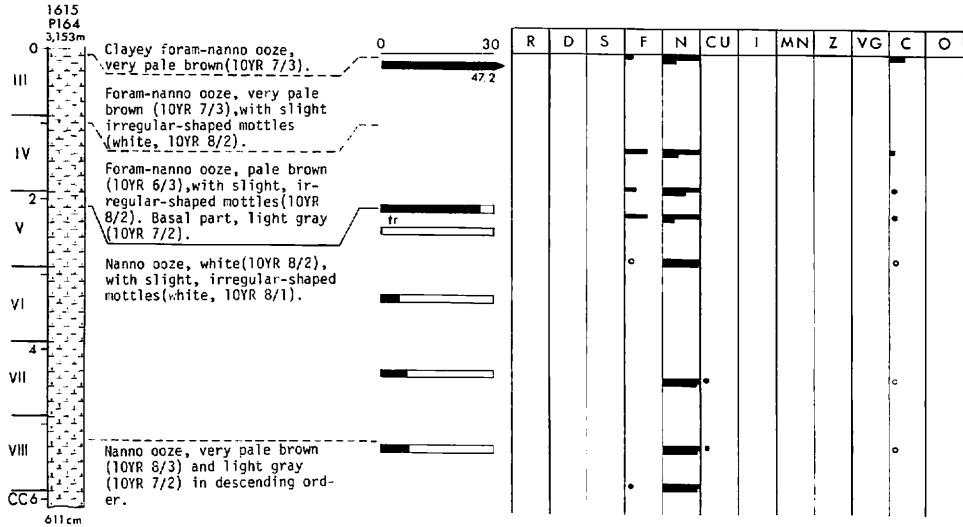 1615
P164
3,153m
0
III
IV
2
V
VI
4
VII
VIII
CC6
611cm
Clayey foram-nanno ooze,
very pale brown(10YR 7/3).
Foram-nanno ooze, very pale
brown (10YR 7/3),with slight
irregular-shaped mottles
(white, 10YR 8/2).
Foram-nanno ooze, pale brown
(10YR 6/3),with slight, ir-
regular-shaped mottles(10YR
8/2). Basal part, light gray
(10YR 7/2).
Nanno ooze, white(10YR 8/2),
with slight, irregular-shaped
mottles(white, 10YR 8/1).
Nanno ooze, very pale brown
(10YR 8/3) and light gray
(10YR 7/2) in descending ord-
er.
0 30
47.2
tr
R D S F N CU I MN Z VG C O